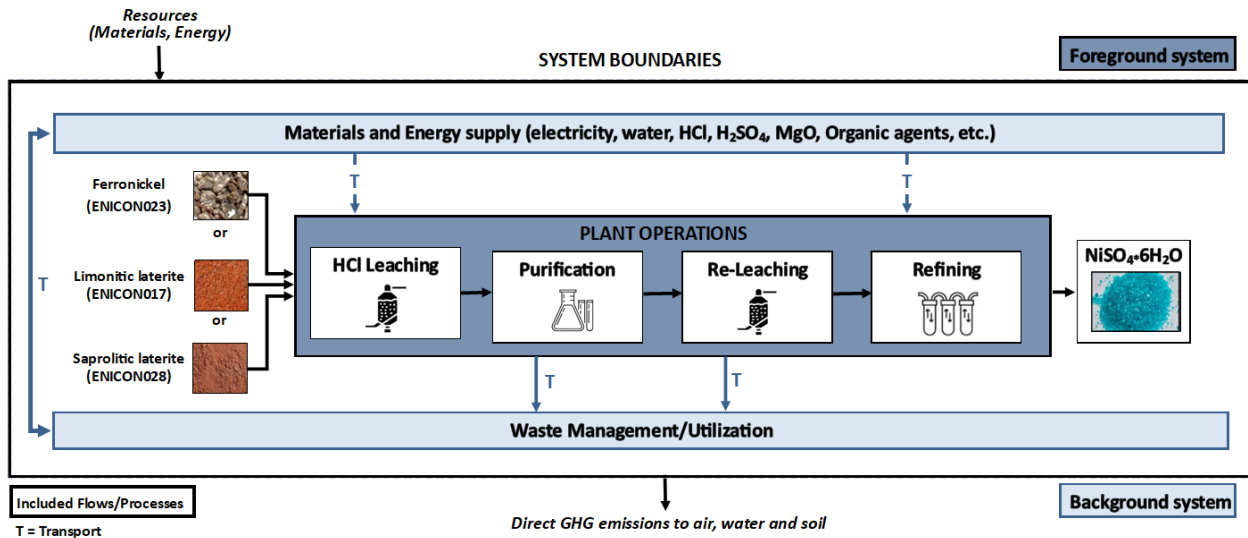 Resources
(Materials, Energy)
SYSTEM BOUNDARIES
Foreground system
Materials and Energy supply (electricity, water, HCl, H₂SO₄, MgO, Organic agents, etc.)
T
T
T
Ferronickel
(ENICON023)
or
Limonitic laterite
(ENICON017)
or
Saprolitic laterite
(ENICON028)
PLANT OPERATIONS
HCl Leaching
Purification
Re-Leaching
Refining
NiSO₄•6H₂O
T
T
Waste Management/Utilization
Included Flows/Processes
T = Transport
Direct GHG emissions to air, water and soil
Background system